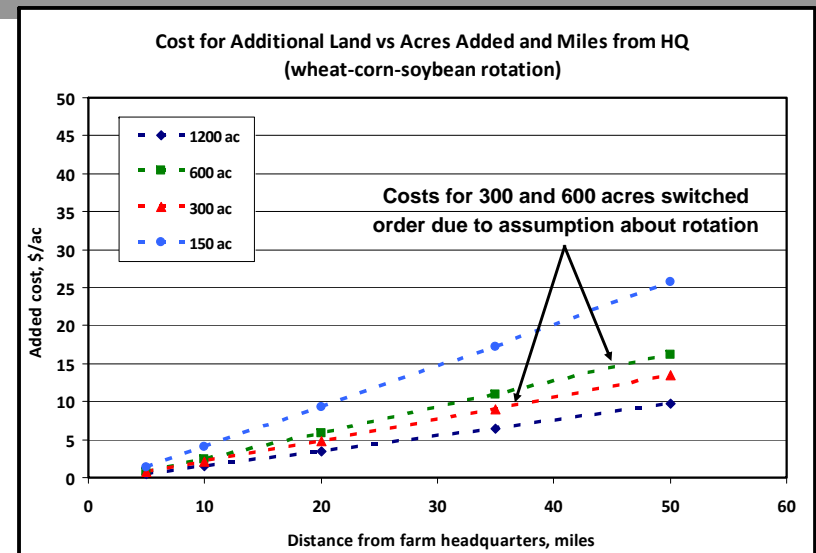 Cost for Additional Land vs Acres Added and Miles from HQ
(wheat-corn-soybean rotation)
50
45
40
35
30
25
20
15
10
5
0
Added cost, $/ac
1200 ac
600 ac
300 ac
150 ac
Costs for 300 and 600 acres switched
order due to assumption about rotation
0 10 20 30 40 50 60
Distance from farm headquarters, miles